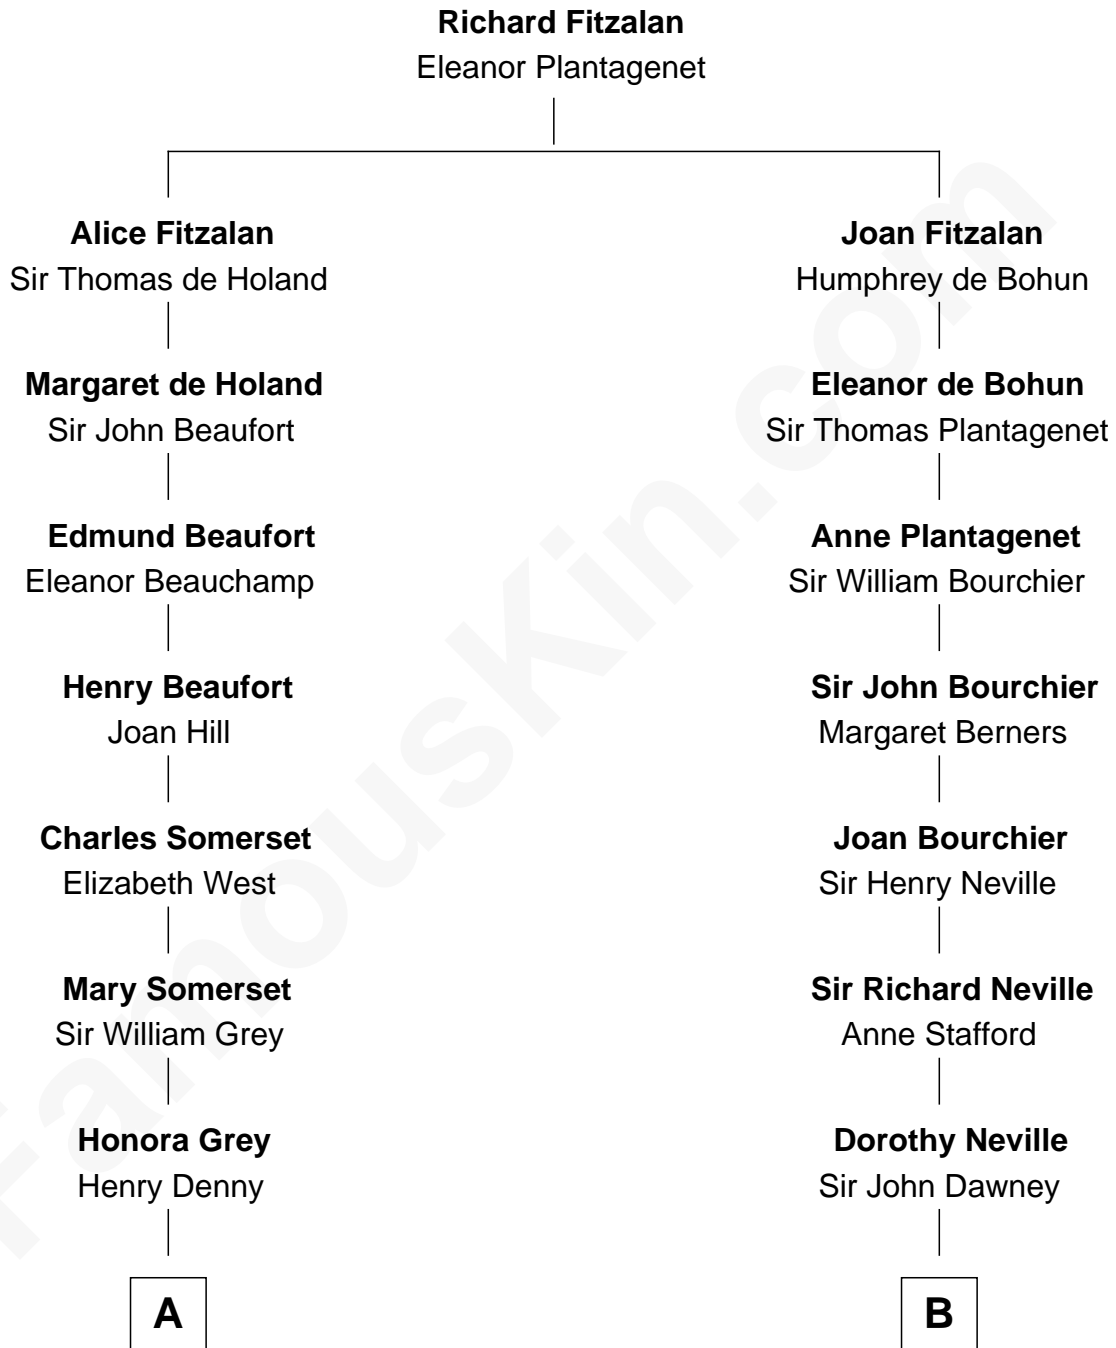 Richard Fitzalan
Eleanor Plantagenet
Alice Fitzalan
Sir Thomas de Holand
Joan Fitzalan
Humphrey de Bohun
Margaret de Holand
Sir John Beaufort
Eleanor de Bohun
Sir Thomas Plantagenet
Edmund Beaufort
Eleanor Beauchamp
Anne Plantagenet
Sir William Bourchier
Henry Beaufort
Joan Hill
Sir John Bourchier
Margaret Berners
Charles Somerset
Elizabeth West
Joan Bourchier
Sir Henry Neville
Mary Somerset
Sir William Grey
Sir Richard Neville
Anne Stafford
Honora Grey
Henry Denny
Dorothy Neville
Sir John Dawney
A
B
FamousKin.com